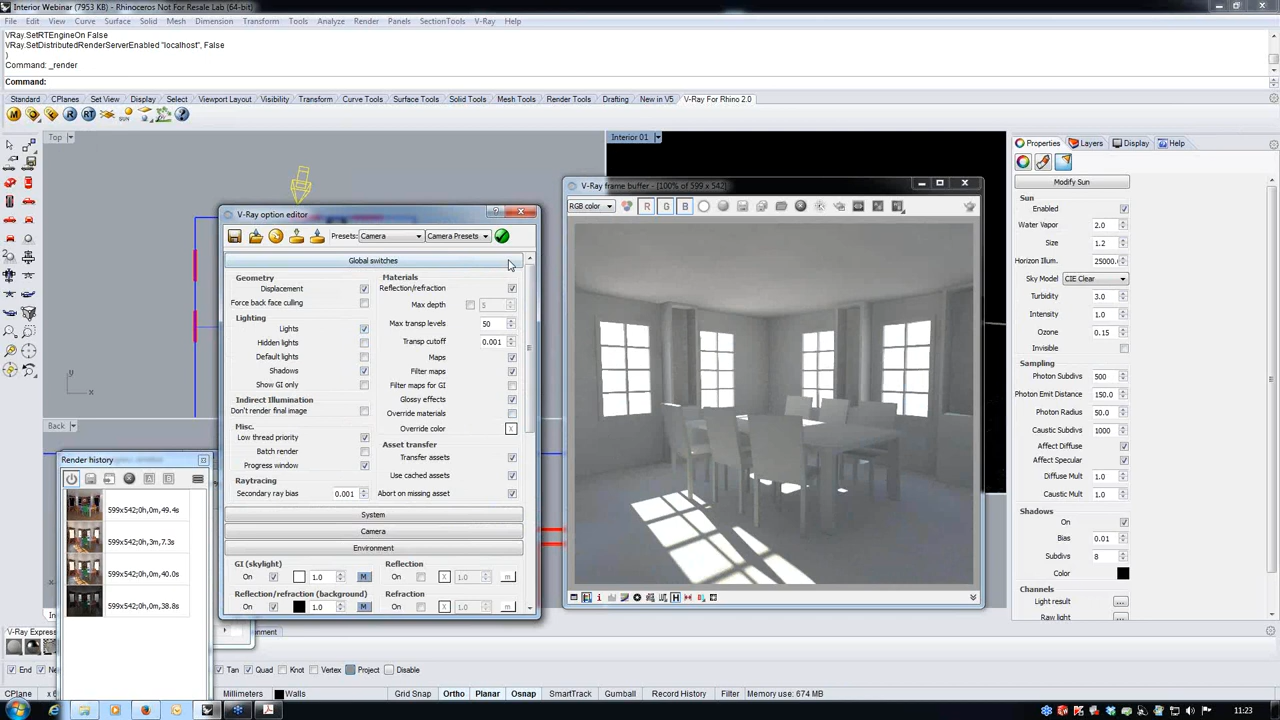 Interior Webinar (7953 KB) - Rhinoceros Not For Resale Lab (64-bit)
File Edit View Curve Surface Solid Mesh Dimension Transform Tools Analyze Render Panels SectionTools V-Ray Help
VRay.SetRTEngineOn False
VRay.SetDistributedRenderServerEnabled "localhost", False
)
Command: _render
Command:
Standard CPlanes Set View Display Select Viewport Layout Visibility Transform Curve Tools Surface Tools Solid Tools Mesh Tools Render Tools Drafting New in V5 V-Ray For Rhino 2.0
Top
Interior 01
Properties Layers Display Help
Modify Sun
Sun
Enabled
Water Vapor 2.0
Size 1.2
Horizon Illum. 25000.
Sky Model CIE Clear
Turbidity 3.0
Intensity 1.0
Ozone 0.15
Invisible
Sampling
Photon Subdivs 500
Photon Emit Distance 150.0
Photon Radius 50.0
Caustic Subdivs 1000
Affect Diffuse
Affect Specular
Diffuse Mult 1.0
Caustic Mult 1.0
Shadows
On
Bias 0.01
Subdivs 8
Color
Channels
Light result ...
Raw light ...
V-Ray frame buffer - [100% of 599 x 542]
RGB color R G B
V-Ray option editor
Presets: Camera Camera Presets
Global switches
Geometry
Displacement
Force back face culling
Lighting
Lights
Hidden lights
Default lights
Shadows
Show GI only
Indirect Illumination
Don't render final image
Misc.
Low thread priority
Batch render
Progress window
Raytracing
Secondary ray bias 0.001
Materials
Reflection/refraction
Max depth 5
Max transp levels 50
Transp cutoff 0.001
Maps
Filter maps
Filter maps for GI
Glossy effects
Override materials
Override color X
Asset transfer
Transfer assets
Use cached assets
Abort on missing asset
System
Camera
Environment
GI (skylight)
On 1.0 M
Reflection/refraction (background)
On 1.0 M
Reflection
On X 1.0 m
Refraction
On X 1.0 m
Back
Render history
599x542;0h,0m,49.4s
599x542;0h,3m,7.3s
599x542;0h,0m,40.0s
599x542;0h,0m,38.8s
V-Ray Expres
End Tan Quad Knot Vertex Project Disable
CPlane Millimeters Walls Grid Snap Ortho Planar Osnap SmartTrack Gumball Record History Filter Memory use: 674 MB
11:23